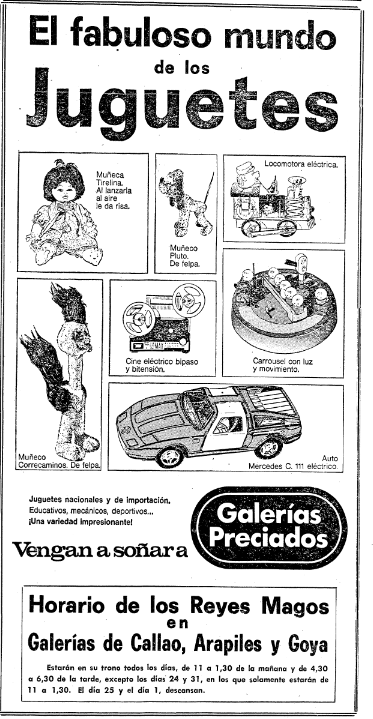 El fabuloso mundo
de los
Juguetes
Muñeca
Tirelina.
Al lanzarla
al aire
le da risa.
Muñeco
Pluto.
De felpa.
Locomotora eléctrica.
Muñeco
Correcaminos. De felpa.
Cine eléctrico bipaso
y bitensión.
Carrousel con luz
y movimiento.
Auto
Mercedes C. 111 eléctrico.
Juguetes nacionales y de importación.
Educativos, mecánicos, deportivos...
¡Una variedad impresionante!
Vengan a soñar a
Galerías
Preciados
Horario de los Reyes Magos
en
Galerías de Callao, Arapiles y Goya
Estarán en su trono todos los días, de 11 a 1,30 de la mañana y de 4,30
a 6,30 de la tarde, excepto los días 24 y 31, en los que solamente estarán de
11 a 1,30. El día 25 y el día 1, descansan.